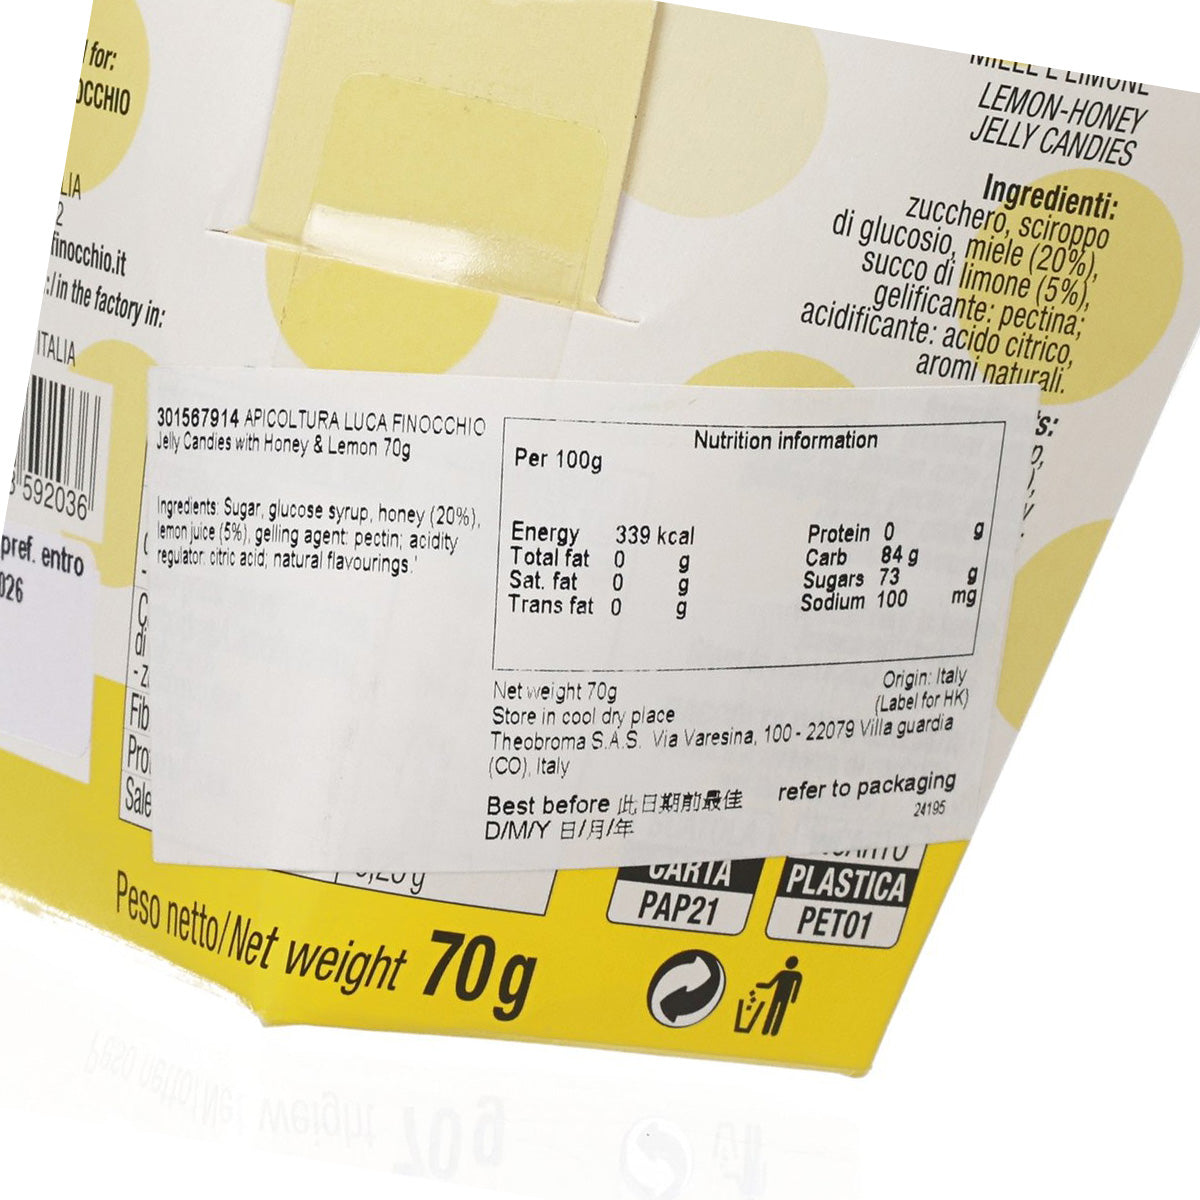 for:
LIA
2
finocchio.it
in the factory in:
ITALIA
592036
pref. entro
026
LEMON-HONEY
JELLY CANDIES
Ingredienti:
zucchero, sciroppo
di glucosio, miele (20%),
succo di limone (5%),
gelificante: pectina;
acidificante: acido citrico,
aromi naturali.
301567914 APICOLTURA LUCA FINOCCHIO
Jelly Candies with Honey & Lemon 70g
Ingredients: Sugar, glucose syrup, honey (20%),
lemon juice (5%), gelling agent: pectin; acidity
regulator: citric acid; natural flavourings.'
Nutrition information
Per 100g
Energy 339 kcal Protein 0 g
Total fat 0 g Carb 84 g
Sat. fat 0 g Sugars 73 g
Trans fat 0 g Sodium 100 mg
Net weight 70g Origin: Italy
Store in cool dry place (Label for HK)
Theobroma S.A.S. Via Varesina, 100 - 22079 Villa guardia
(CO), Italy
Best before 此日期前最佳 refer to packaging
D/M/Y 日/月/年 24195
Fib
Pro
Sale
CARTA
PAP21
PLASTICA
PET01
Peso netto/Net weight 70g